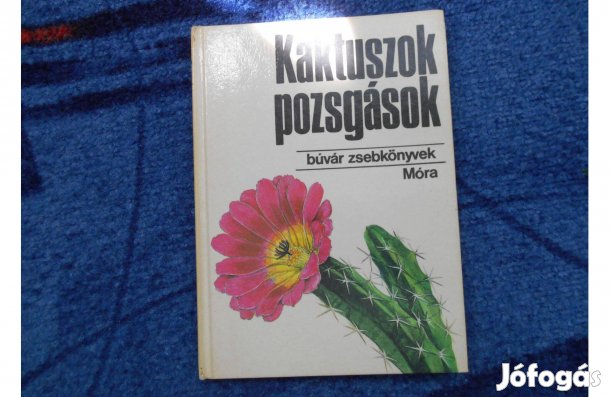 Kaktuszok
pozsgások
búvár zsebkönyvek
Móra
Jófogás